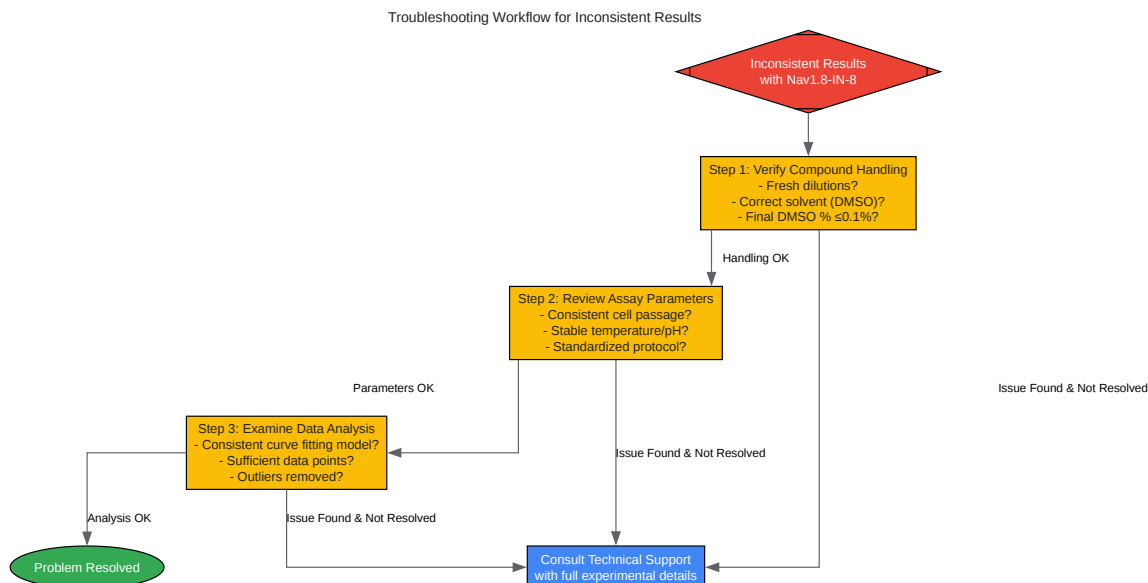 Troubleshooting Workflow for Inconsistent Results
Inconsistent Results
with Nav1.8-IN-8
Step 1: Verify Compound Handling
- Fresh dilutions?
- Correct solvent (DMSO)?
- Final DMSO % ≤0.1%?
Handling OK
Step 2: Review Assay Parameters
- Consistent cell passage?
- Stable temperature/pH?
- Standardized protocol?
Parameters OK
Issue Found & Not Resolved
Step 3: Examine Data Analysis
- Consistent curve fitting model?
- Sufficient data points?
- Outliers removed?
Issue Found & Not Resolved
Analysis OK
Issue Found & Not Resolved
Problem Resolved
Consult Technical Support
with full experimental details